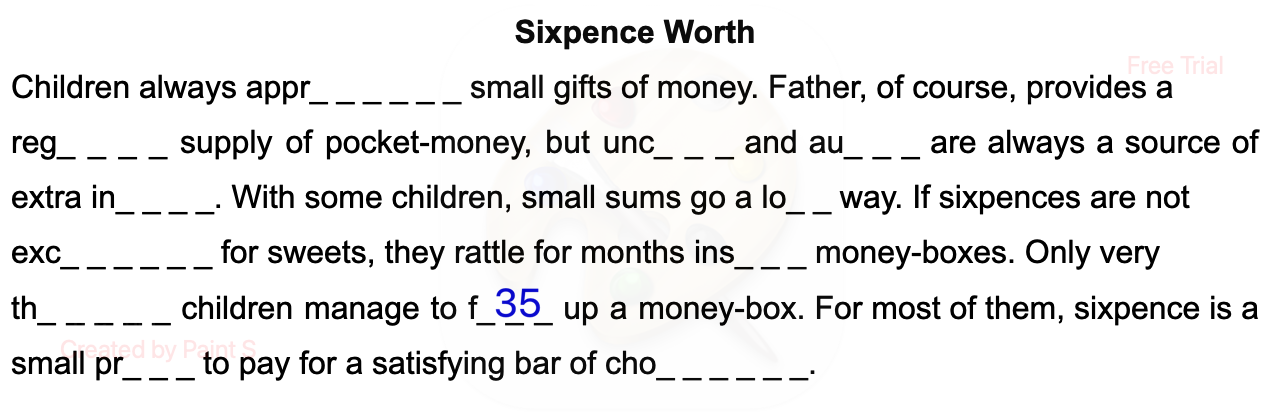 Sixpence Worth
Free Trial
Children always appr_ _ _ _ _ _ small gifts of money. Father, of course, provides a
reg_ _ _ _ supply of pocket-money, but unc_ _ _ and au_ _ _ are always a source of
extra in_ _ _ _. With some children, small sums go a lo_ _ way. If sixpences are not
exc_ _ _ _ _ _ for sweets, they rattle for months ins_ _ _ money-boxes. Only very
th_ _ _ _ _ children manage to f_ 35 _ up a money-box. For most of them, sixpence is a
Created by Paint S
small pr_ _ _ to pay for a satisfying bar of cho_ _ _ _ _ _.